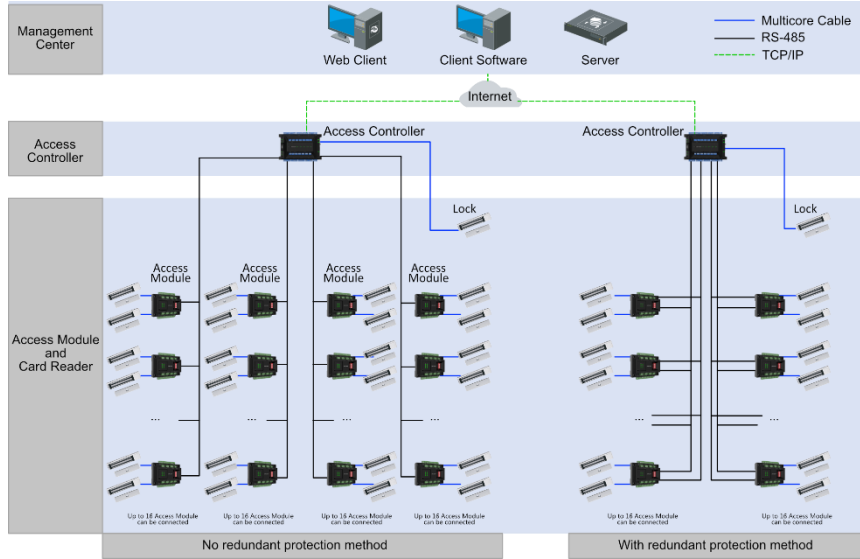 Management
Center
Web Client
Client Software
Server
Multicore Cable
RS-485
TCP/IP
Internet
Access
Controller
Access Controller
Access Controller
Lock
Lock
Access
Module
Access
Module
Access
Module
Access
Module
Access Module
and
Card Reader
...
...
...
...
...
...
Up to 16 Access Module
can be connected
Up to 16 Access Module
can be connected
Up to 16 Access Module
can be connected
Up to 16 Access Module
can be connected
Up to 16 Access Module
can be connected
Up to 16 Access Module
can be connected
No redundant protection method
With redundant protection method